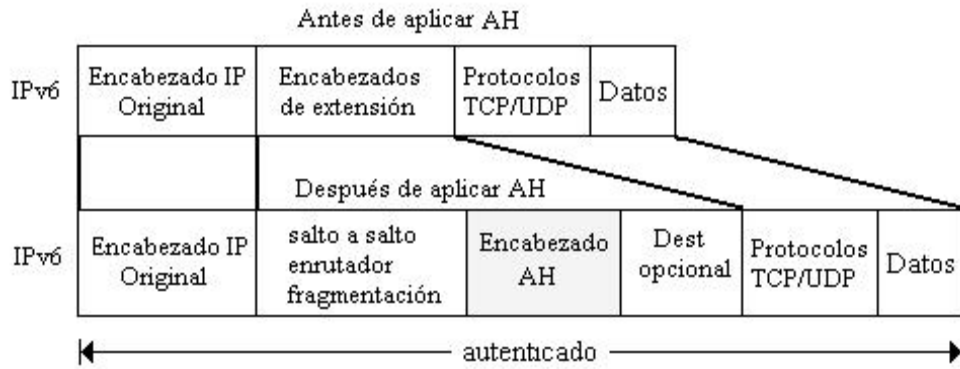 Antes de aplicar AH
IPv6
Encabezado IP
Original
Encabezados
de extensión
Protocolos
TCP/UDP
Datos
Después de aplicar AH
IPv6
Encabezado IP
Original
salto a salto
enrutador
fragmentación
Encabezado
AH
Dest
opcional
Protocolos
TCP/UDP
Datos
autenticado